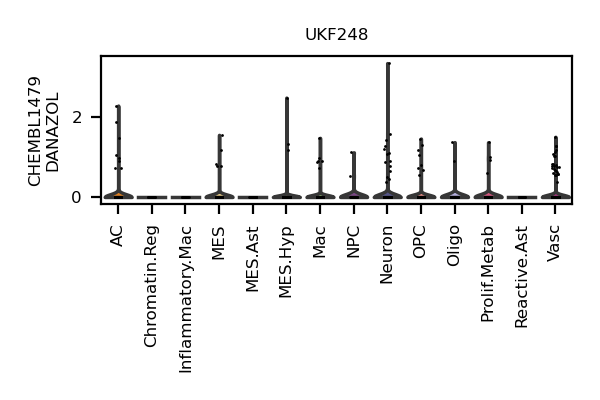 UKF248
CHEMBL1479
DANAZOL
2
0
AC
Chromatin.Reg
Inflammatory.Mac
MES
MES.Ast
MES.Hyp
Mac
NPC
Neuron
OPC
Oligo
Prolif.Metab
Reactive.Ast
Vasc